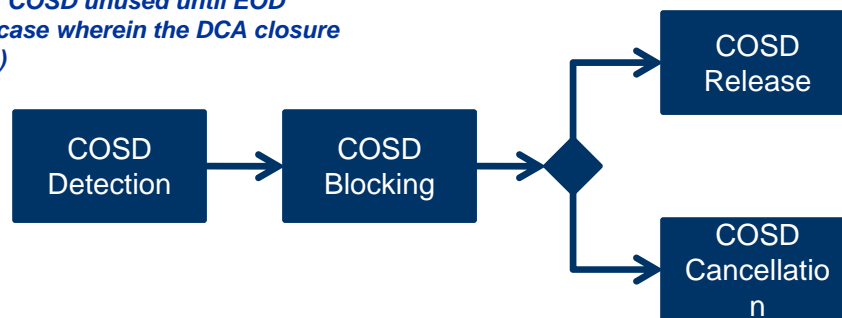 COSD unused until EOD
case wherein the DCA closure
)
COSD
Release
COSD
Detection
COSD
Blocking
COSD
Cancellatio
n